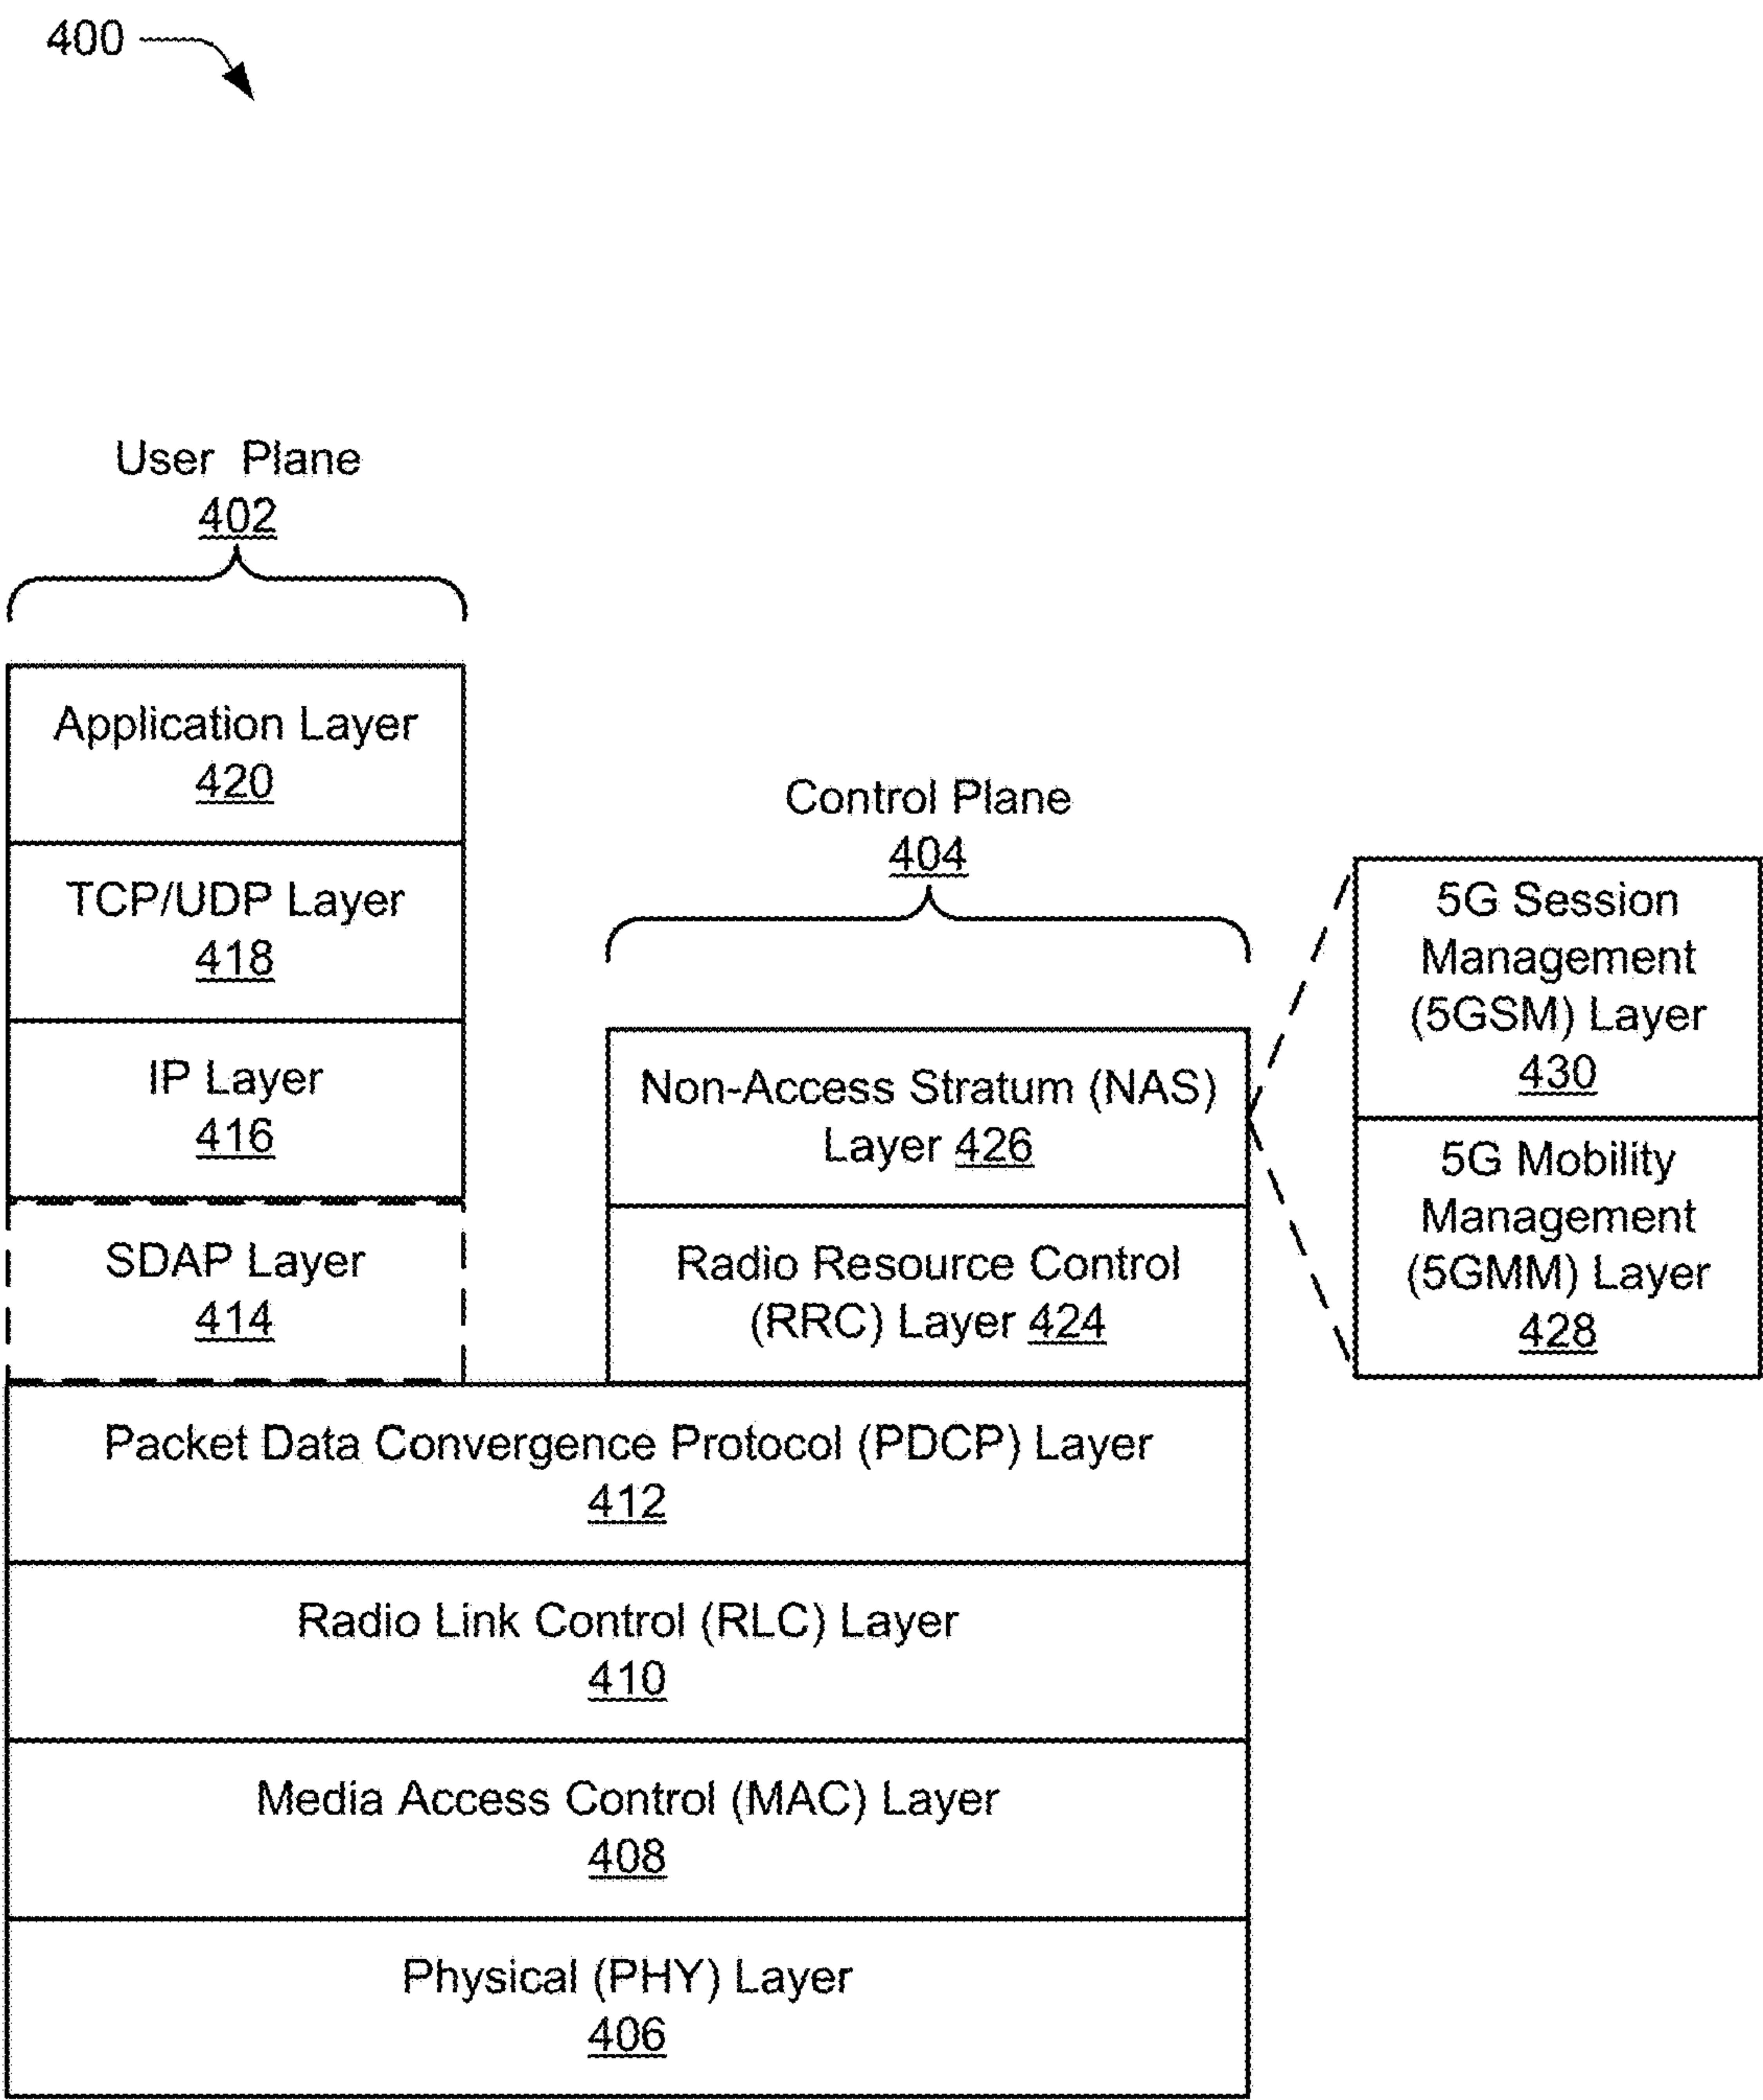 400
User Plane
402
Application Layer
420
TCP/UDP Layer
418
IP Layer
416
SDAP Layer
414
Control Plane
404
Non-Access Stratum (NAS)
Layer 426
Radio Resource Control
(RRC) Layer 424
5G Session
Management
(5GSM) Layer
430
5G Mobility
Management
(5GMM) Layer
428
Packet Data Convergence Protocol (PDCP) Layer
412
Radio Link Control (RLC) Layer
410
Media Access Control (MAC) Layer
408
Physical (PHY) Layer
406